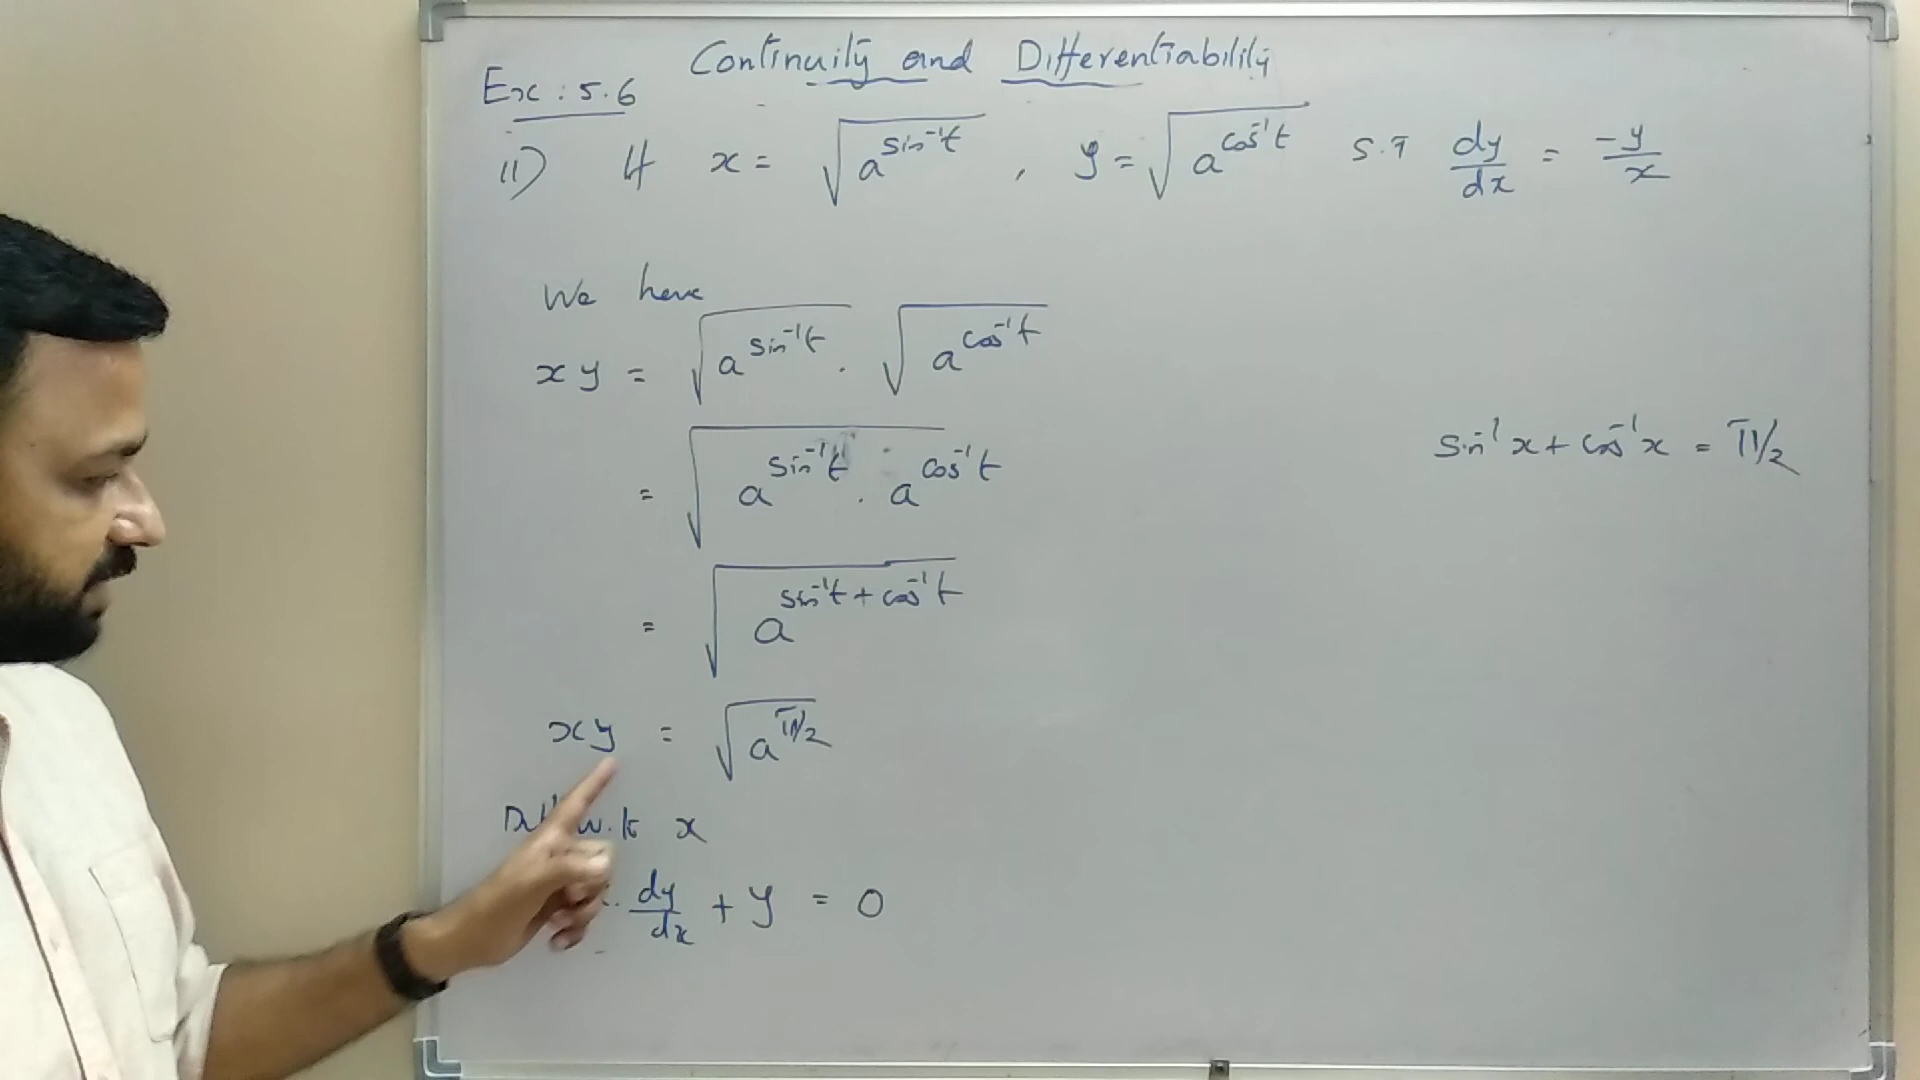 Continuity and Differentiability
Ex : 5.6
11) If x = √(a^(sin⁻¹t)) , y = √(a^(cos⁻¹t)) S.T dy/dx = -y/x
We have
xy = √(a^(sin⁻¹t)) . √(a^(cos⁻¹t))
= √(a^(sin⁻¹t) . a^(cos⁻¹t))
sin⁻¹x + cos⁻¹x = π/2
= √(a^(sin⁻¹t + cos⁻¹t))
xy = √(a^(π/2))
w.r.t x
. dy/dx + y = 0